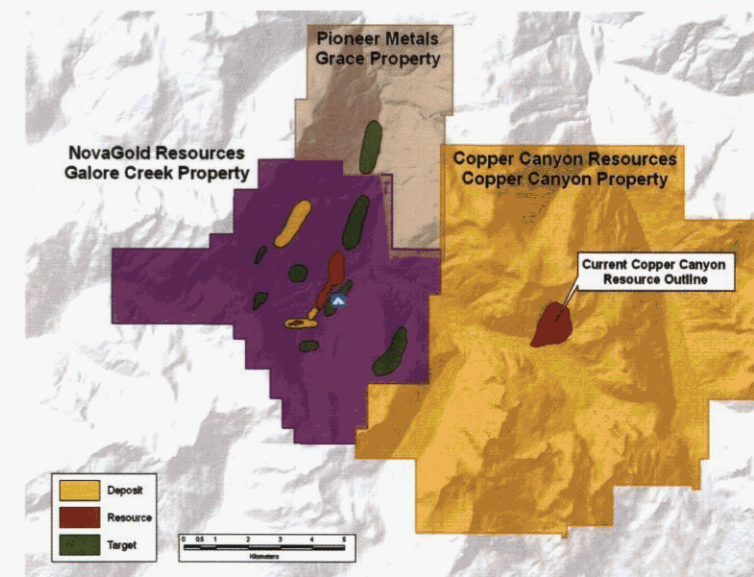 Pioneer Metals
Grace Property
NovaGold Resources
Galore Creek Property
Copper Canyon Resources
Copper Canyon Property
Current Copper Canyon
Resource Outline
Deposit
Resource
Target
0 0.5 1 2 3 4 5
Kilometers